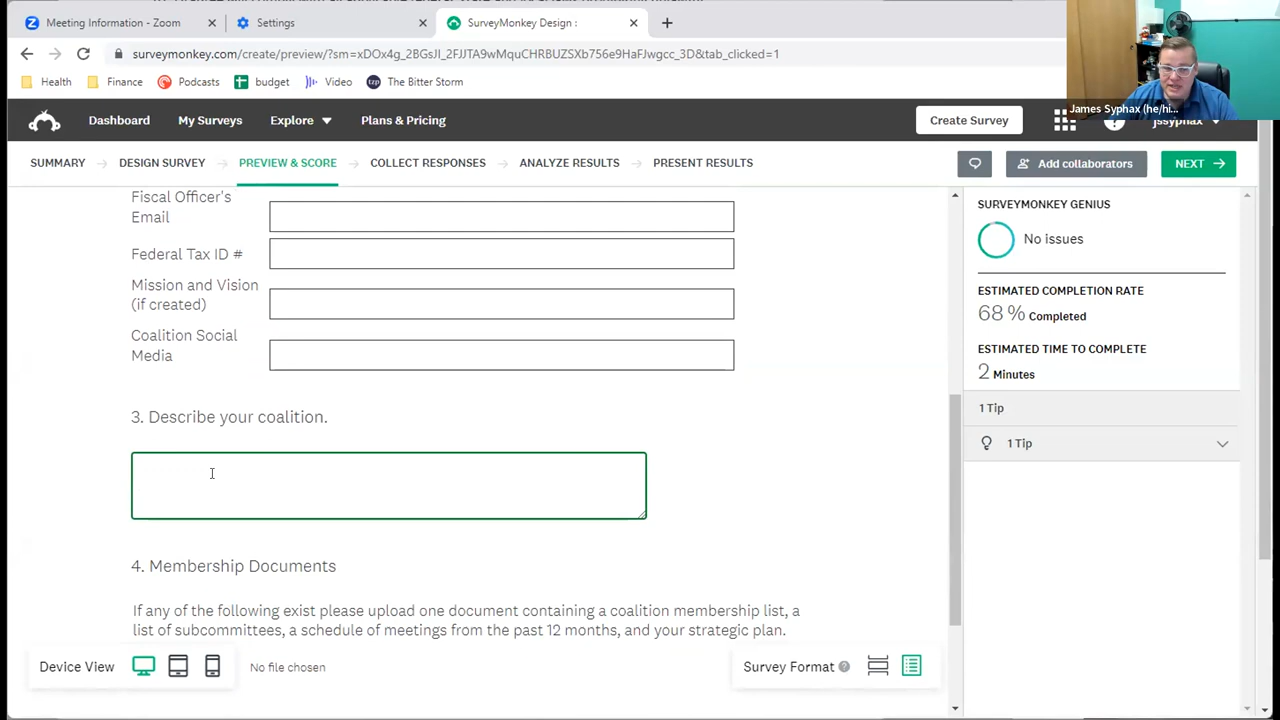 Meeting Information - Zoom
Settings
SurveyMonkey Design :
surveymonkey.com/create/preview/?sm=xDOx4g_2BGsJI_2FJJTA9wMquCHRBUZSXb756e9HaFJwgcc_3D&tab_clicked=1
Health Finance Podcasts budget Video tzp The Bitter Storm
James Syphax (he/hi...
Dashboard My Surveys Explore Plans & Pricing Create Survey jssyphax
SUMMARY DESIGN SURVEY PREVIEW & SCORE COLLECT RESPONSES ANALYZE RESULTS PRESENT RESULTS Add collaborators NEXT
Fiscal Officer's
Email
Federal Tax ID #
Mission and Vision
(if created)
Coalition Social
Media
3. Describe your coalition.
4. Membership Documents
If any of the following exist please upload one document containing a coalition membership list, a
list of subcommittees, a schedule of meetings from the past 12 months, and your strategic plan.
Device View No file chosen Survey Format ?
SURVEYMONKEY GENIUS
No issues
ESTIMATED COMPLETION RATE
68 % Completed
ESTIMATED TIME TO COMPLETE
2 Minutes
1 Tip
1 Tip